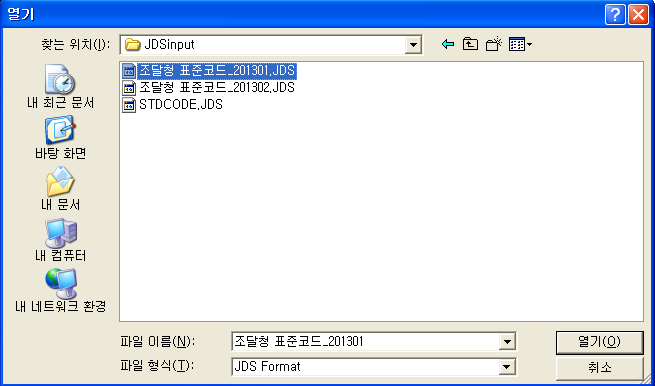 열기
찾는 위치(I):
JDSinput
조달청 표준코드_201301.JDS
조달청 표준코드_201302.JDS
STDCODE.JDS
내 최근 문서
바탕 화면
내 문서
내 컴퓨터
내 네트워크 환경
파일 이름(N):
조달청 표준코드_201301
열기(O)
파일 형식(T):
JDS Format
취소